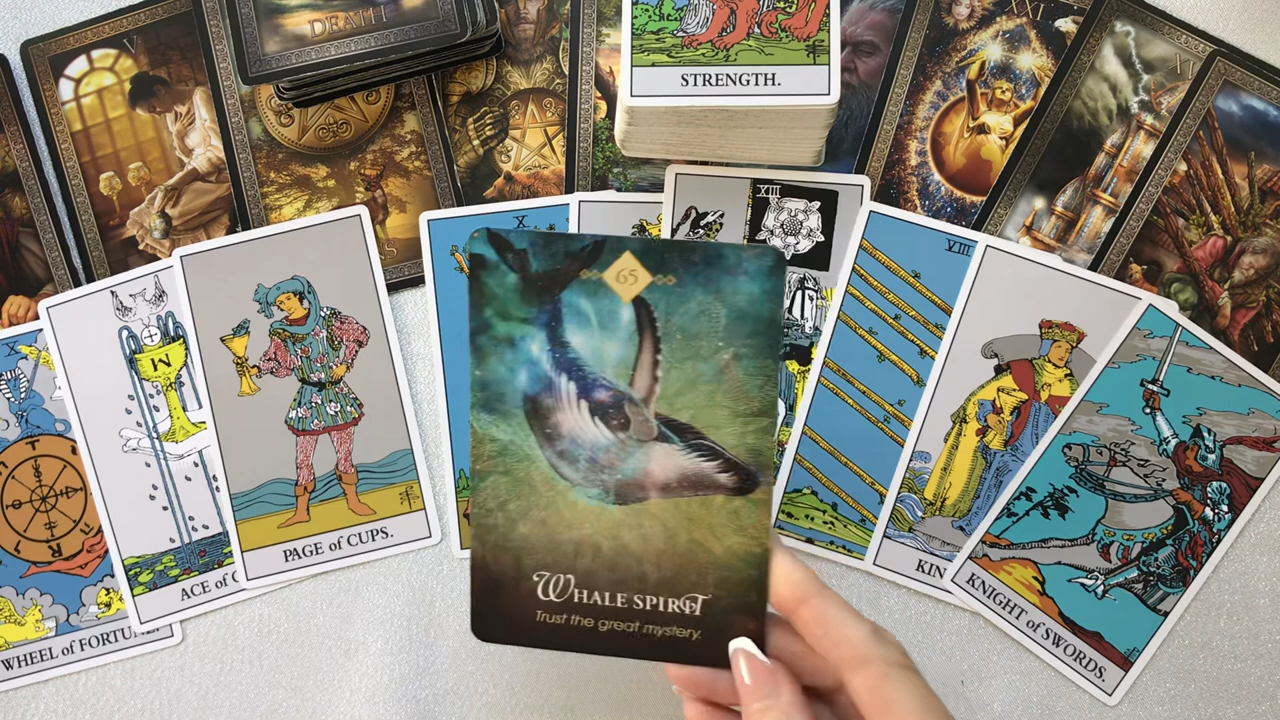 DEATH
V
XXI
STRENGTH.
XIII
X
VIII
65
X
M
WHALE SPIRIT
Trust the great mystery.
PAGE of CUPS.
ACE of C
WHEEL of FORTUNE.
KIN
KNIGHT of SWORDS.